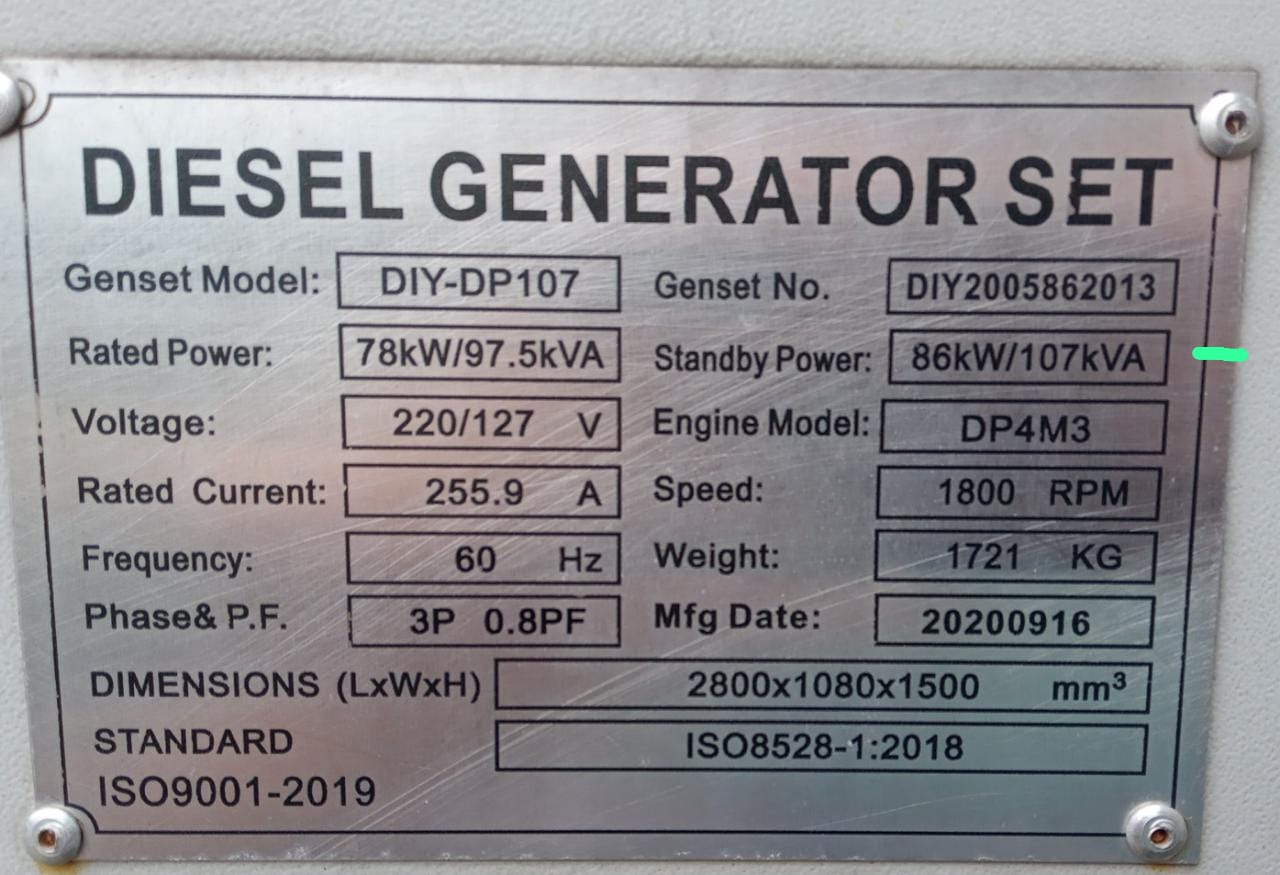 DIESEL GENERATOR SET
Genset Model: DIY-DP107 Genset No. DIY2005862013
Rated Power: 78kW/97.5kVA Standby Power: 86kW/107kVA
Voltage: 220/127 V Engine Model: DP4M3
Rated Current: 255.9 A Speed: 1800 RPM
Frequency: 60 Hz Weight: 1721 KG
Phase& P.F. 3P 0.8PF Mfg Date: 20200916
DIMENSIONS (LxWxH) 2800x1080x1500 mm³
STANDARD ISO8528-1:2018
ISO9001-2019